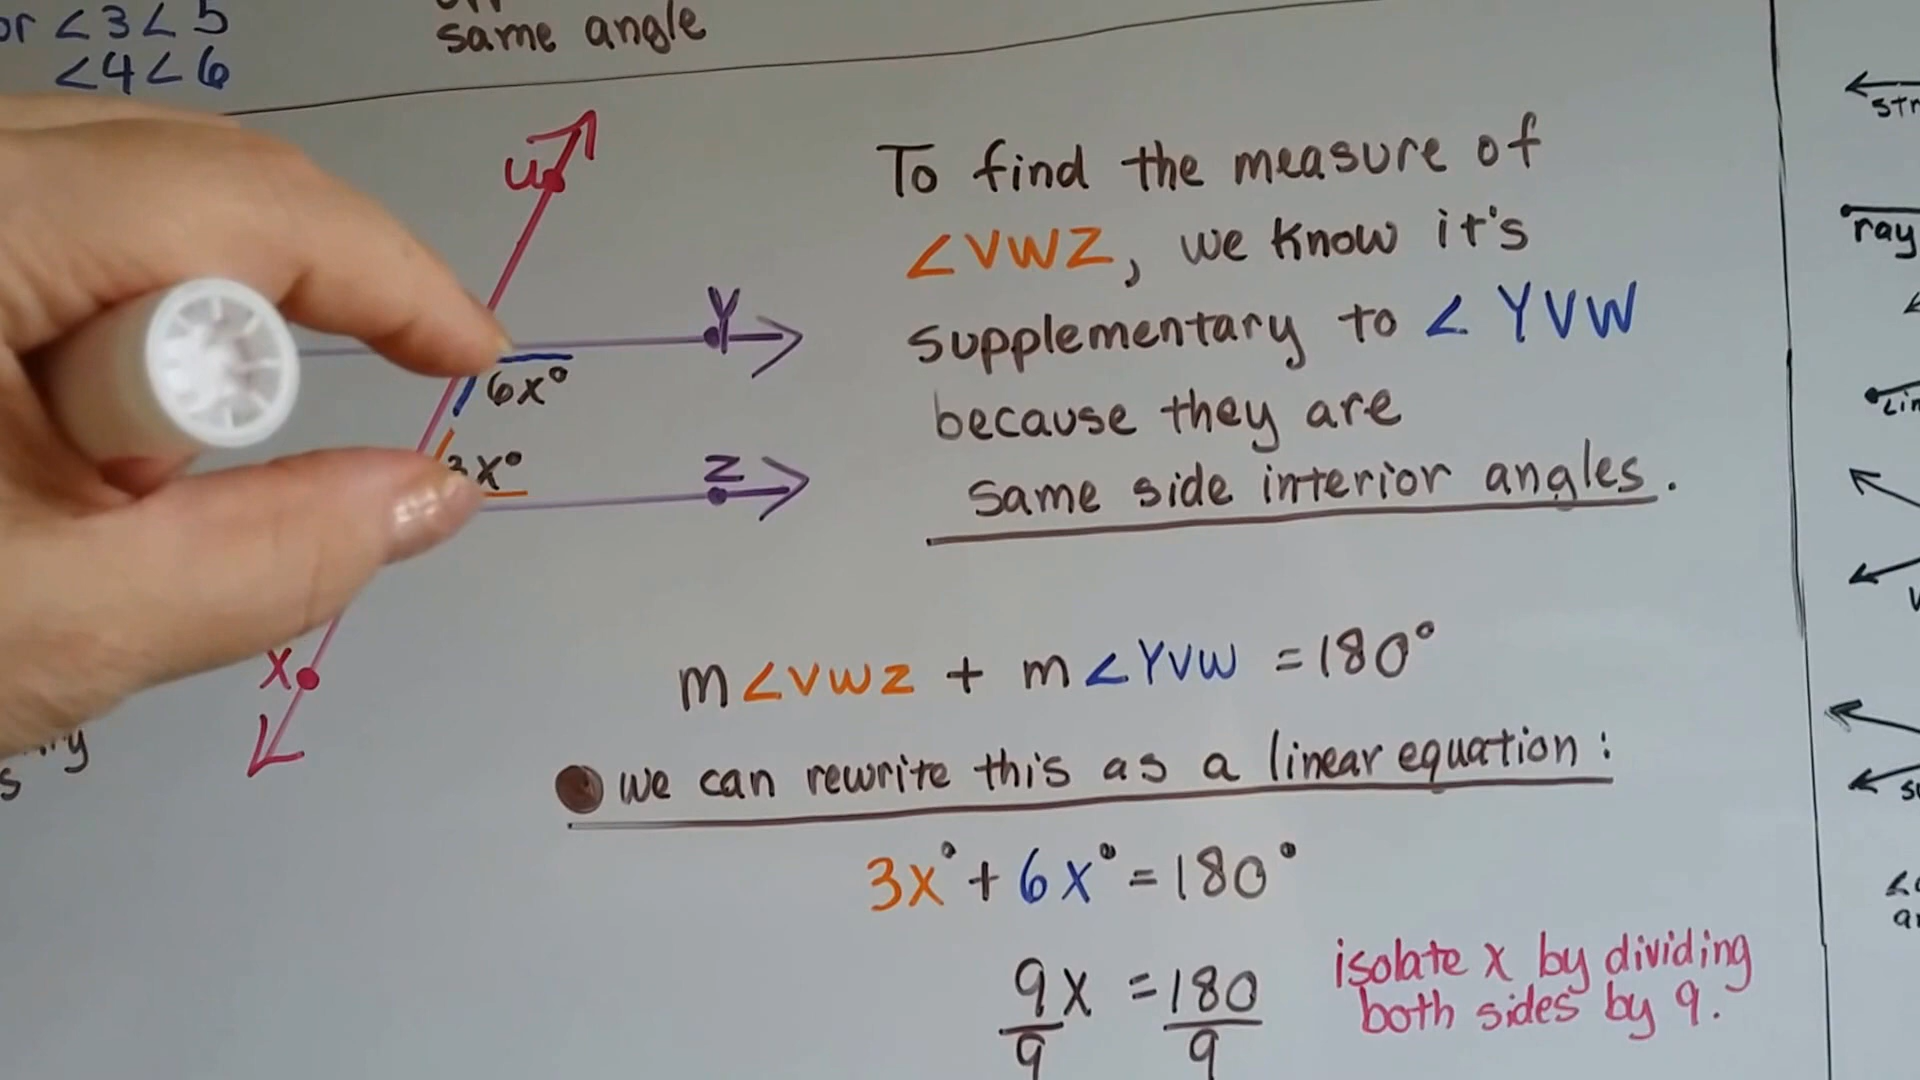 or <3<5
<4<6
same angle
U
Y
6x°
x°
Z
X
To find the measure of
∠VWZ, we know it's
supplementary to ∠YVW
because they are
same side interior angles.
m∠VWZ + m∠YVW = 180°
we can rewrite this as a linear equation:
3x° + 6x° = 180°
9x = 180
9 9
isolate x by dividing
both sides by 9.
ray